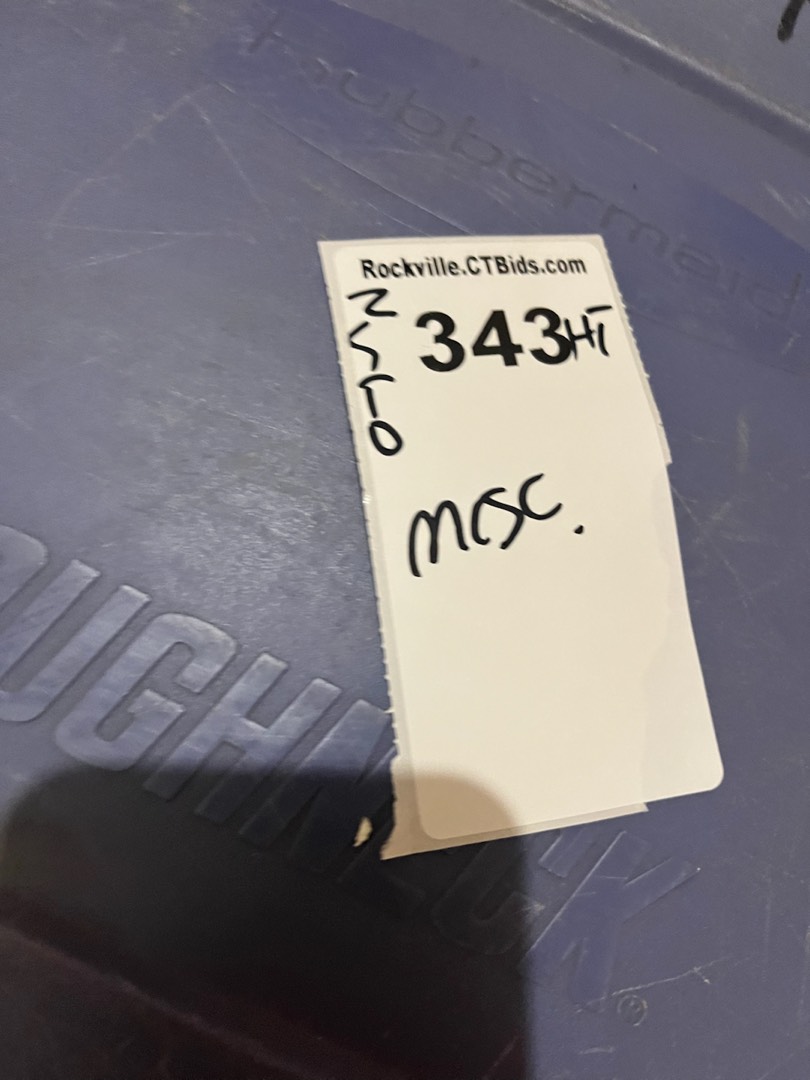 Rubbermaid
Rockville.CTBids.com
343HT
MISC.
ROUGHNECK®